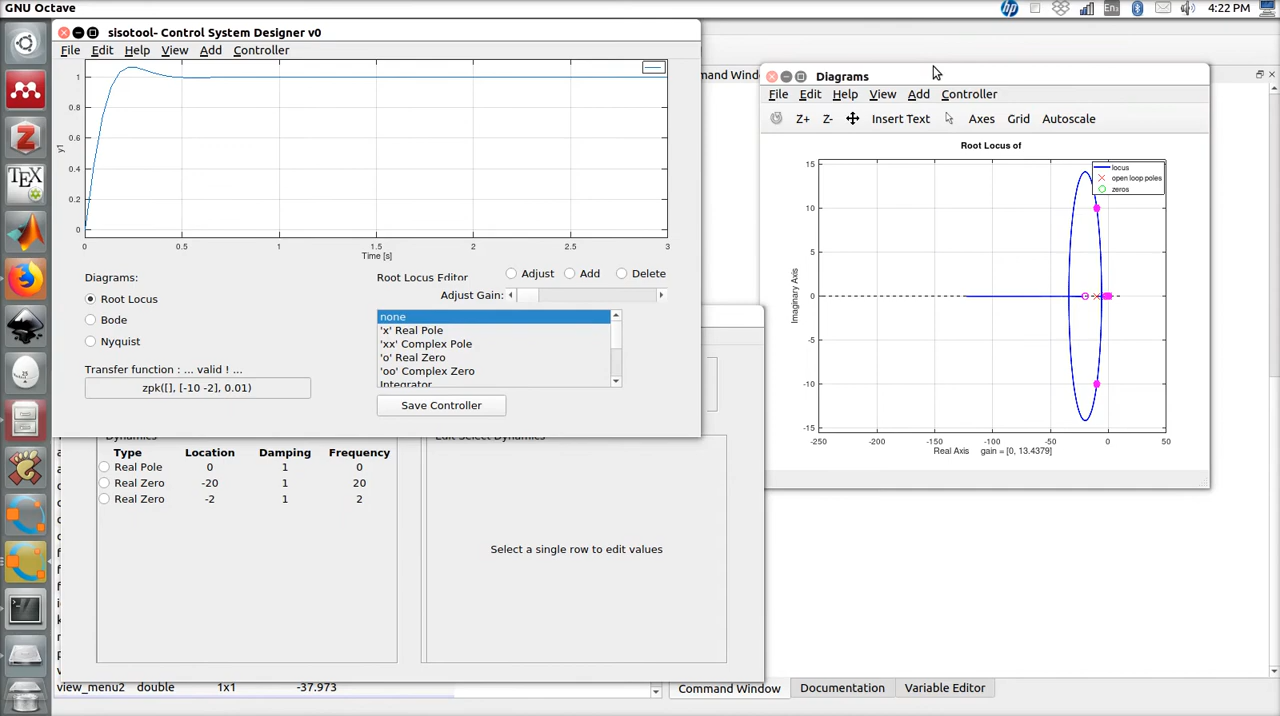 GNU Octave
4:22 PM
sisotool- Control System Designer v0
File Edit Help View Add Controller
1
0.8
0.6
0.4
0.2
0
y1
0 0.5 1 1.5 2 2.5 3
Time [s]
Diagrams:
Root Locus
Bode
Nyquist
Transfer function : ... valid ! ...
zpk([], [-10 -2], 0.01)
Root Locus Editor
Adjust Add Delete
Adjust Gain:
none
'x' Real Pole
'xx' Complex Pole
'o' Real Zero
'oo' Complex Zero
Integrator
Save Controller
Dynamics
Type Location Damping Frequency
Real Pole 0 1 0
Real Zero -20 1 20
Real Zero -2 1 2
Select a single row to edit values
view_menu2 double 1x1 -37.973
mmand Windo
Diagrams
File Edit Help View Add Controller
Z+ Z- Insert Text Axes Grid Autoscale
Root Locus of
locus
open loop poles
zeros
15
10
5
0
-5
-10
-15
Imaginary Axis
-250 -200 -150 -100 -50 0 50
Real Axis gain = [0, 13.4379]
Command Window Documentation Variable Editor